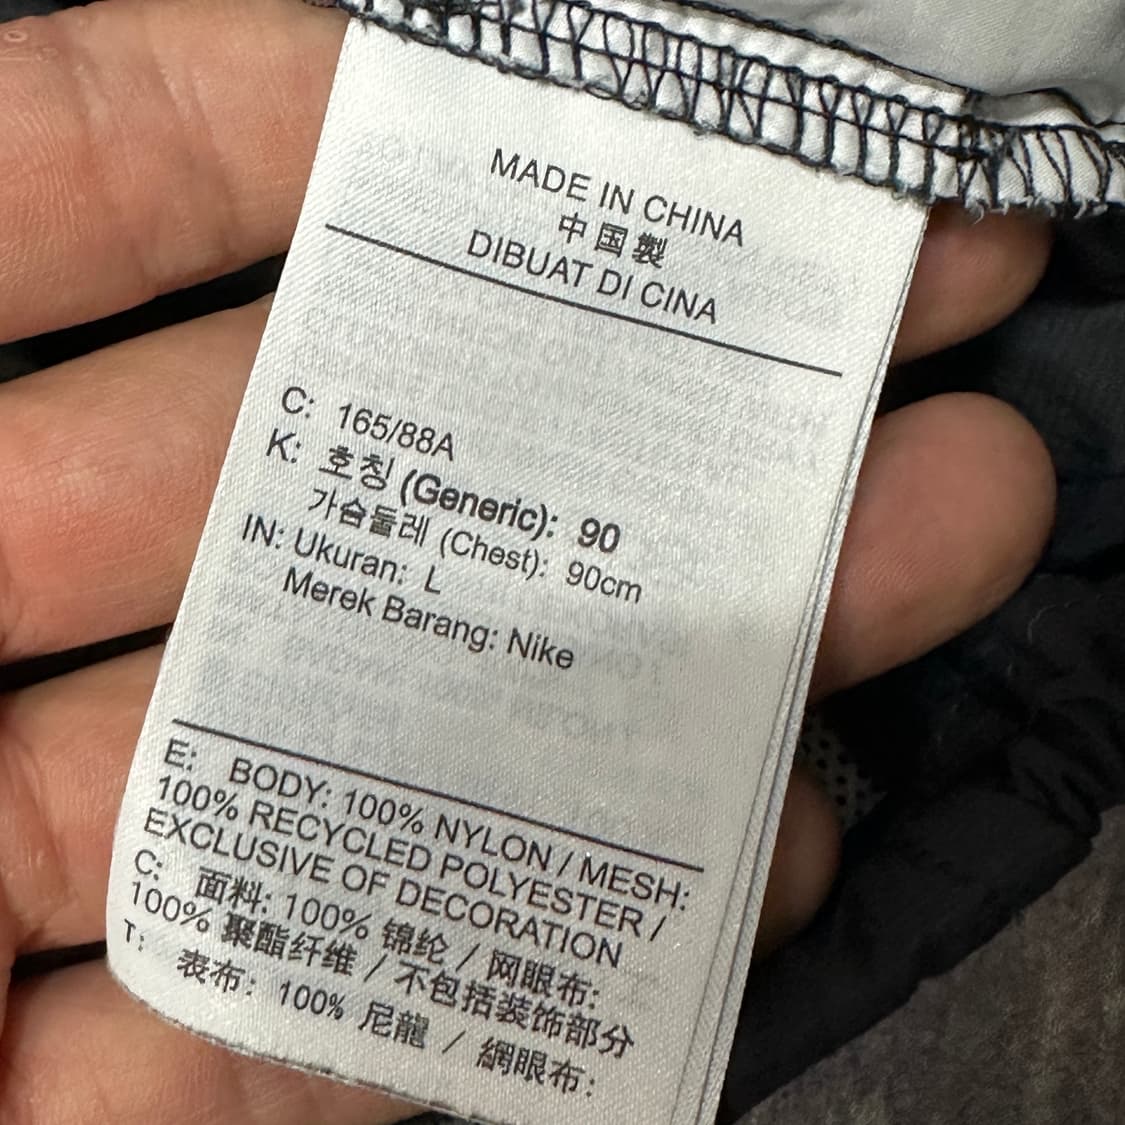 MADE IN CHINA
中国製
DIBUAT DI CINA
C: 165/88A
K: 호칭 (Generic): 90
가슴둘레 (Chest): 90cm
IN: Ukuran: L
Merek Barang: Nike
E: BODY: 100% NYLON / MESH:
100% RECYCLED POLYESTER /
EXCLUSIVE OF DECORATION
C: 面料: 100% 锦纶 / 网眼布:
100% 聚酯纤维 / 不包括装饰部分
T: 表布: 100% 尼龍 / 網眼布: